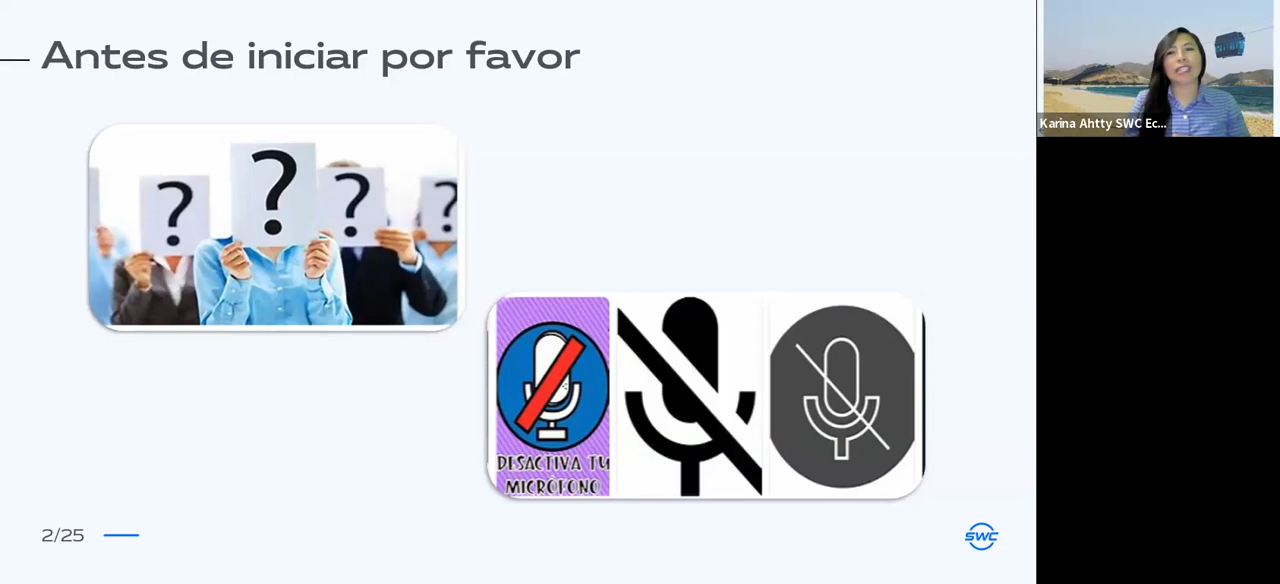 Antes de iniciar por favor
?
?
?
?
DESACTIVA TU
MICRÓFONO
2/25
SWC
Karina Ahtty SWC Ec...